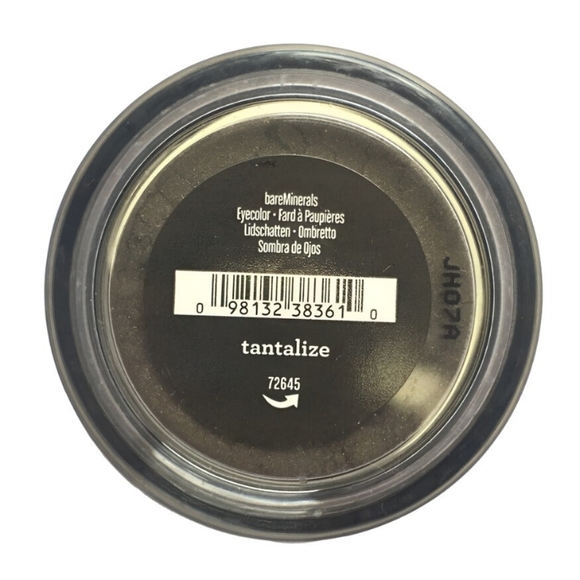 bareMinerals
Eyecolor • Fard à Paupières
Lidschatten • Ombretto
Sombra de Ojos
0 98132 38361 0
tantalize
72645
JH07A